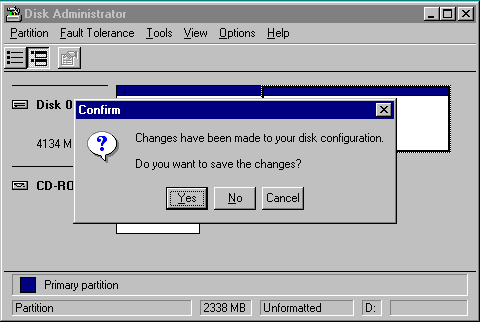 Disk Administrator
Partition Fault Tolerance Tools View Options Help
Disk 0
4134 M
CD-RO
Confirm
Changes have been made to your disk configuration.
Do you want to save the changes?
Yes No Cancel
Primary partition
Partition 2338 MB Unformatted D: